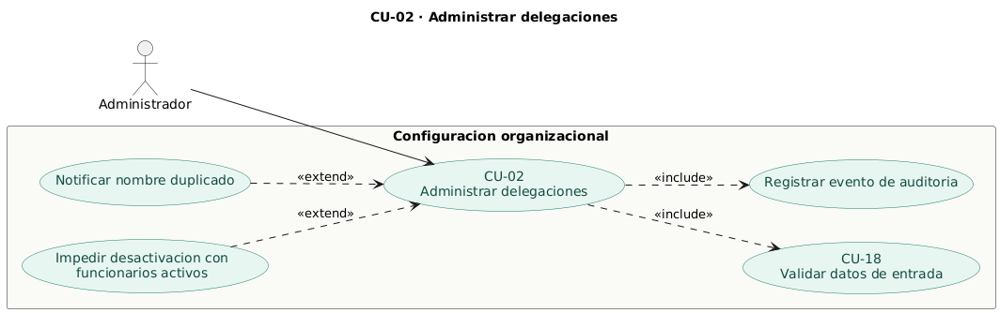 CU-02 · Administrar delegaciones
Administrador
Configuracion organizacional
Notificar nombre duplicado
«extend»
CU-02
Administrar delegaciones
«include»
Registrar evento de auditoria
«extend»
«include»
Impedir desactivacion con
funcionarios activos
CU-18
Validar datos de entrada